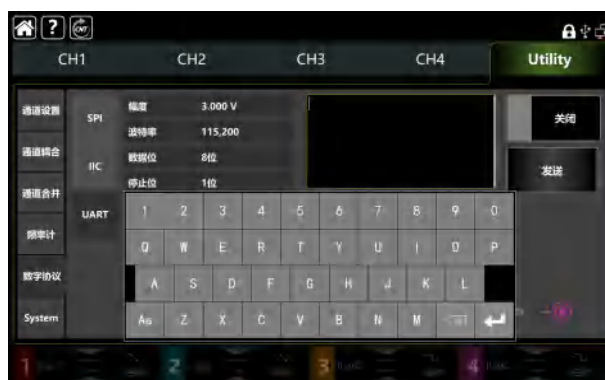 ?
CNT
CH1 CH2 CH3 CH4 Utility
通道设置
通道耦合
通道合并
频率计
数字协议
System
SPI
IIC
UART
幅度 3.000 V
波特率 115,200
数据位 8位
停止位 1位
关闭
发送
1 2 3 4 5 6 7 8 9 0
Q W E R T Y U I O P
A S D F G H J K L
Aa Z X C V B N M
1 2 3 4